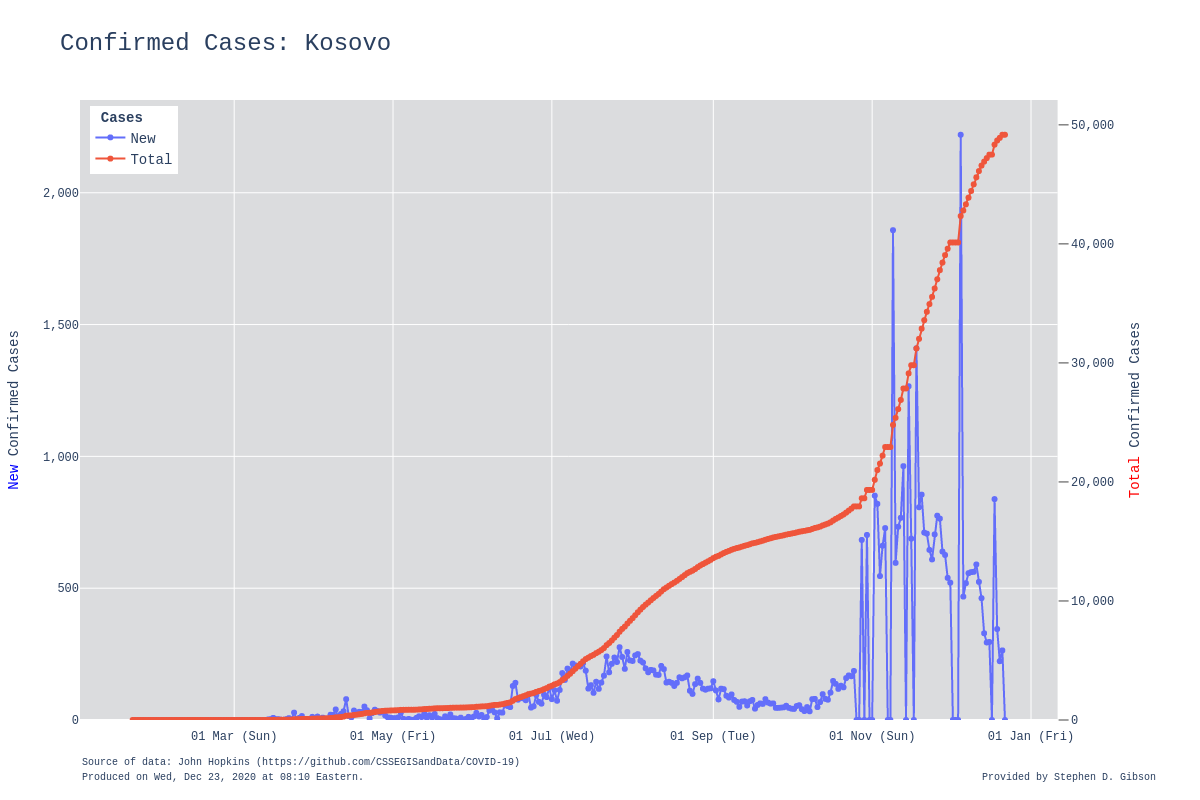 Confirmed Cases: Kosovo
Cases
New
Total
2,000
1,500
1,000
500
0
50,000
40,000
30,000
20,000
10,000
0
New Confirmed Cases
Total Confirmed Cases
01 Mar (Sun)
01 May (Fri)
01 Jul (Wed)
01 Sep (Tue)
01 Nov (Sun)
01 Jan (Fri)
Source of data: John Hopkins (https://github.com/CSSEGISandData/COVID-19)
Produced on Wed, Dec 23, 2020 at 08:10 Eastern.
Provided by Stephen D. Gibson